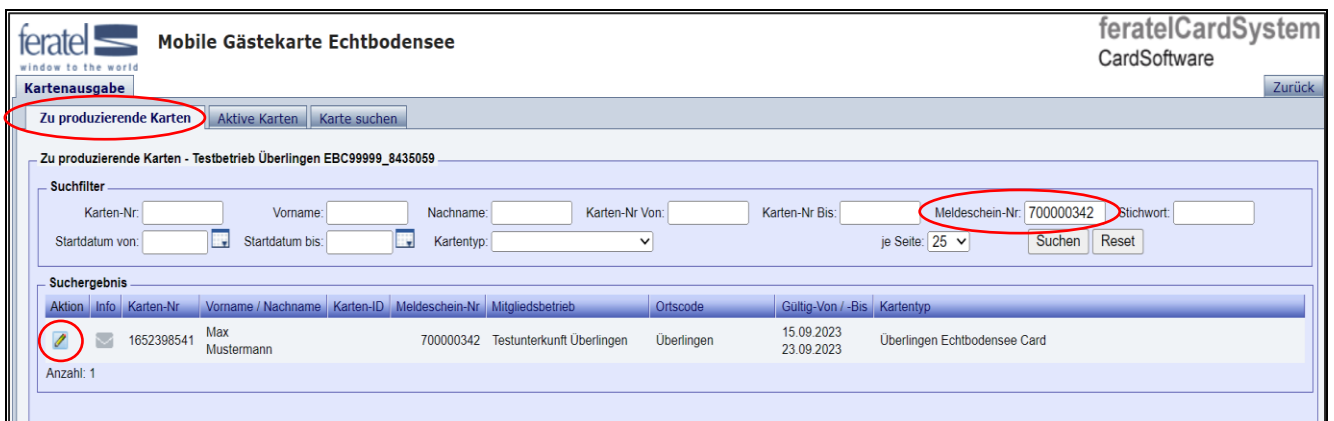 feratel
window to the world
Mobile Gästekarte Echtbodensee
feratelCardSystem
CardSoftware
Kartenausgabe
Zurück
Zu produzierende Karten Aktive Karten Karte suchen
Zu produzierende Karten - Testbetrieb Überlingen EBC99999_8435059
Suchfilter
Karten-Nr: Vorname: Nachname: Karten-Nr Von: Karten-Nr Bis: Meldeschein-Nr: 700000342 Stichwort:
Startdatum von: Startdatum bis: Kartentyp: je Seite: 25 Suchen Reset
Suchergebnis
Aktion Info Karten-Nr Vorname / Nachname Karten-ID Meldeschein-Nr Mitgliedsbetrieb Ortscode Gültig-Von / -Bis Kartentyp
1652398541 Max Mustermann 700000342 Testunterkunft Überlingen Überlingen 15.09.2023 23.09.2023 Überlingen Echtbodensee Card
Anzahl: 1